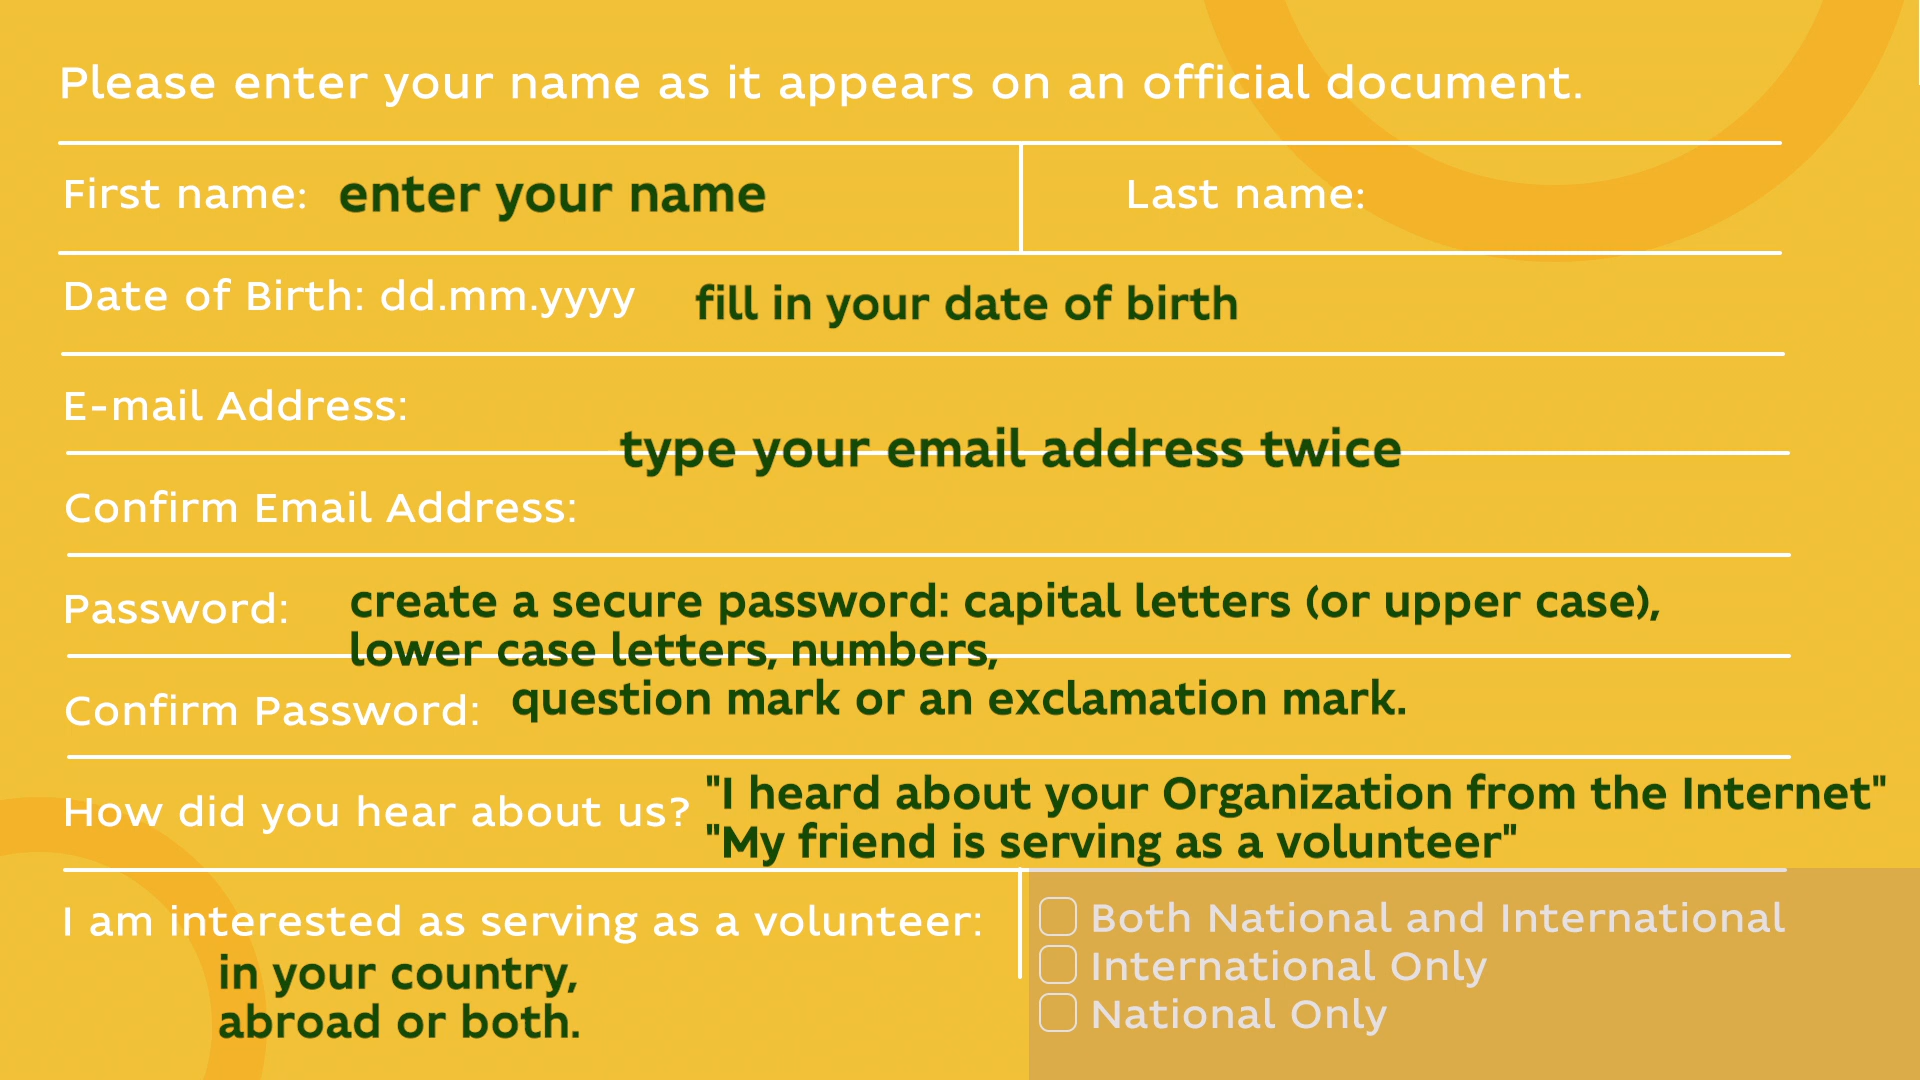 Please enter your name as it appears on an official document.
First name: enter your name Last name:
Date of Birth: dd.mm.yyyy fill in your date of birth
E-mail Address:
type your email address twice
Confirm Email Address:
Password: create a secure password: capital letters (or upper case),
lower case letters, numbers,
Confirm Password: question mark or an exclamation mark.
How did you hear about us? "I heard about your Organization from the Internet"
"My friend is serving as a volunteer"
I am interested as serving as a volunteer:
in your country,
abroad or both.
Both National and International
International Only
National Only